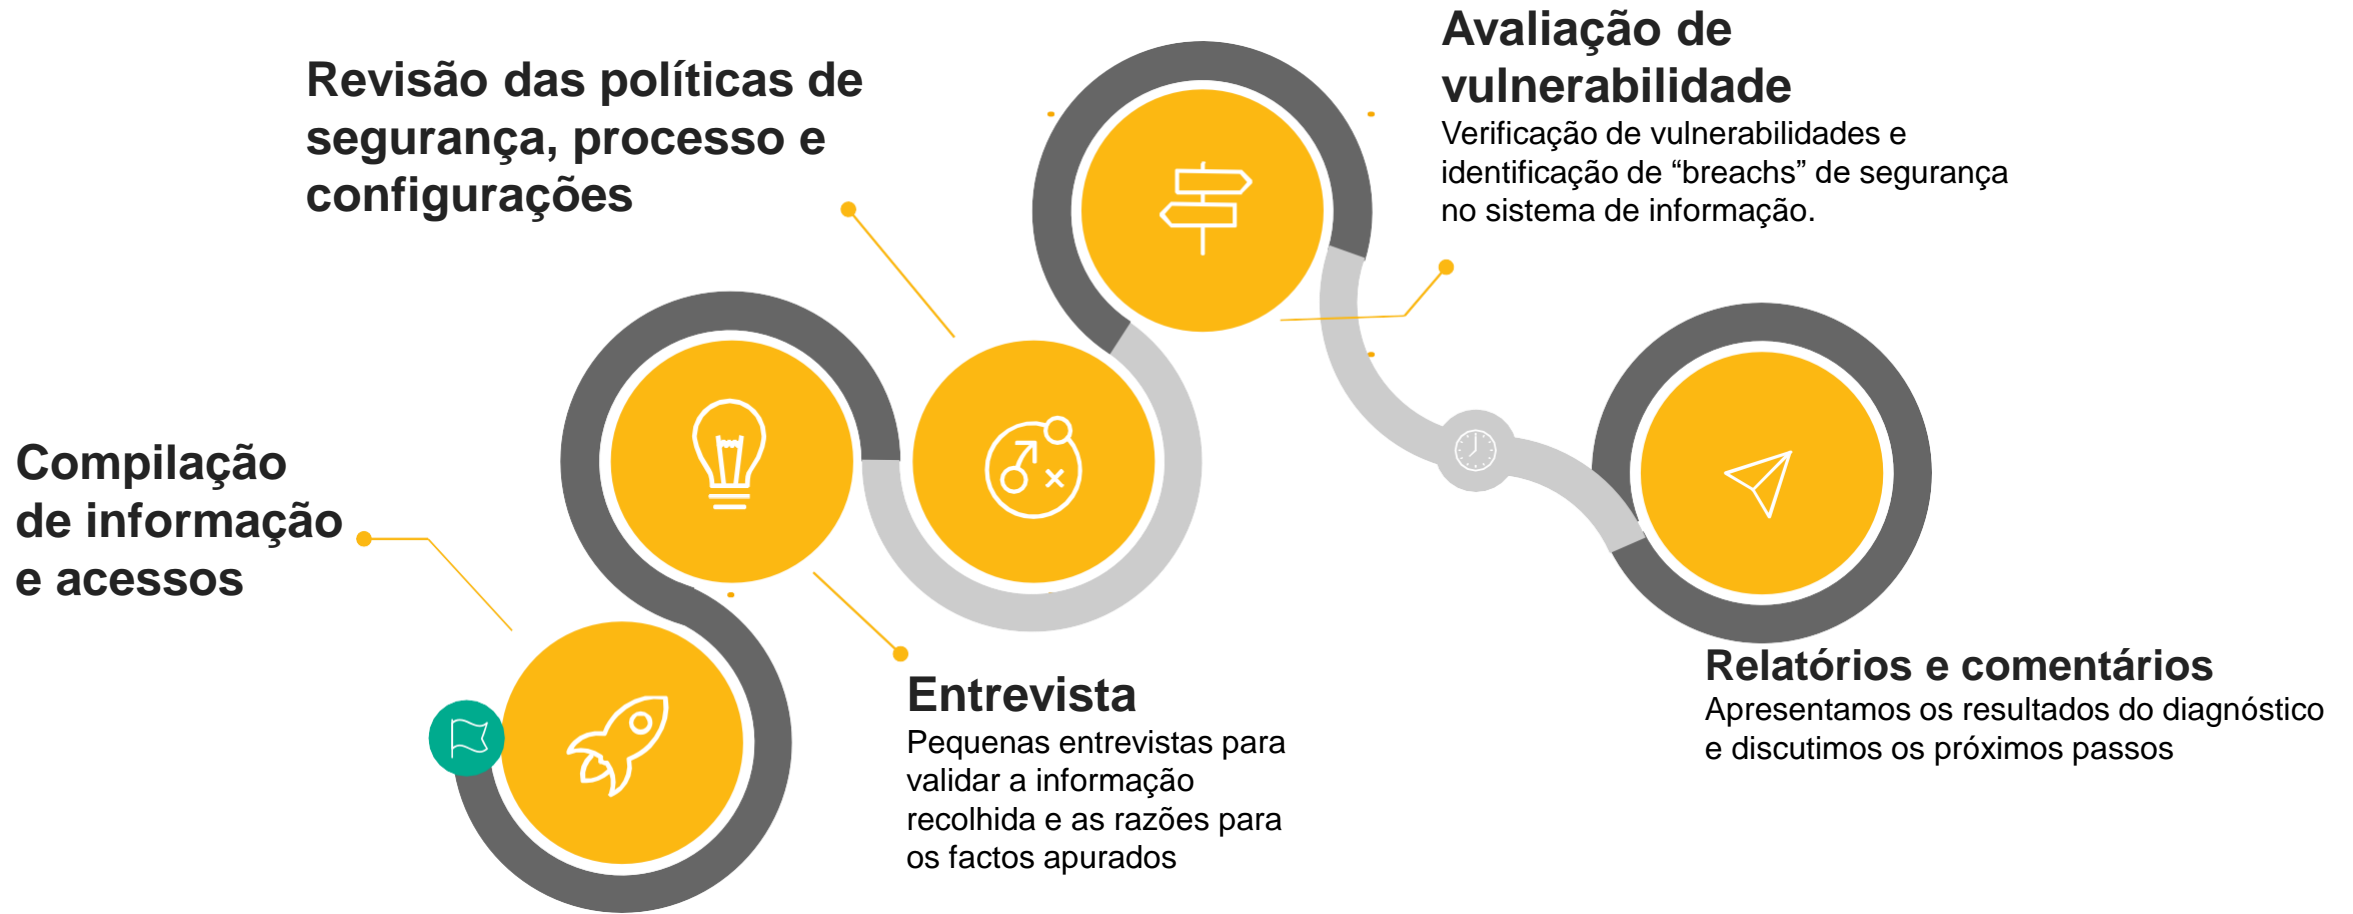 Compilação
de informação
e acessos
Entrevista
Pequenas entrevistas para
validar a informação
recolhida e as razões para
os factos apurados
Revisão das políticas de
segurança, processo e
configurações
Avaliação de
vulnerabilidade
Verificação de vulnerabilidades e
identificação de “breachs” de segurança
no sistema de informação.
Relatórios e comentários
Apresentamos os resultados do diagnóstico
e discutimos os próximos passos